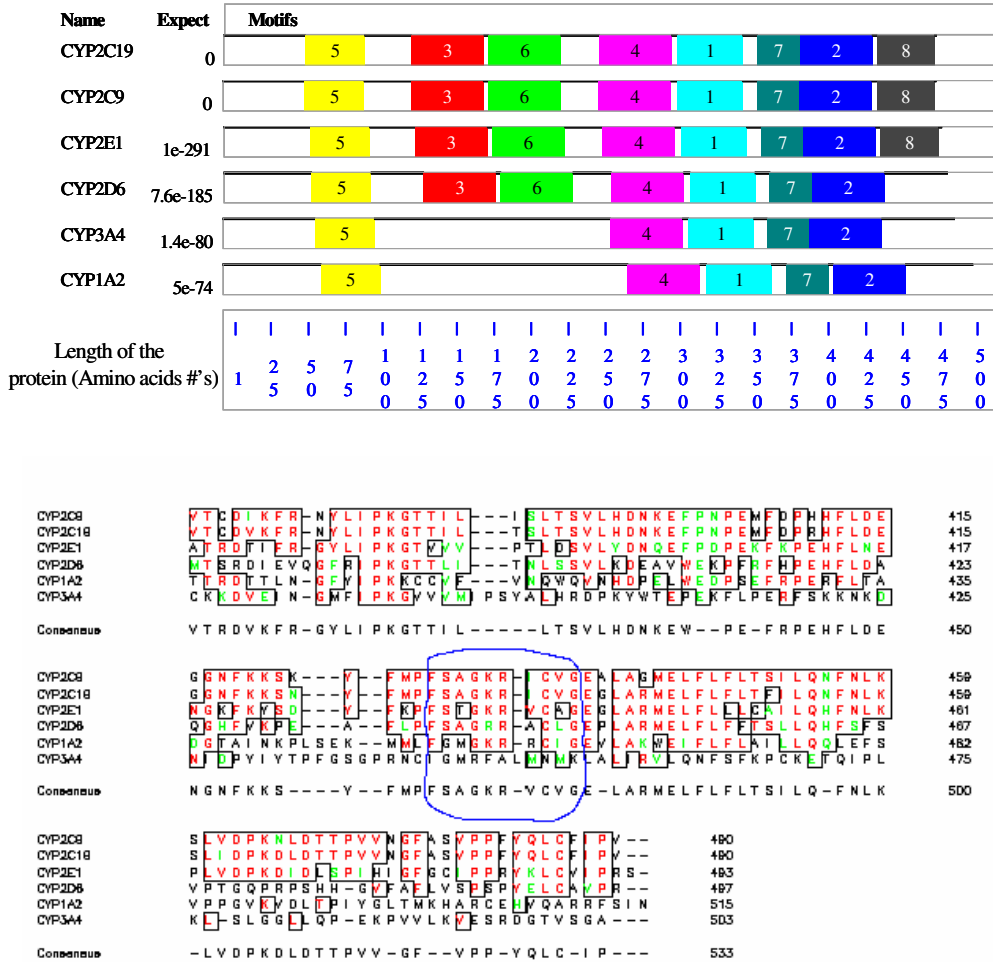 Name Expect Motifs
CYP2C19 0 5 3 6 4 1 7 2 8
CYP2C9 0 5 3 6 4 1 7 2 8
CYP2E1 1e-291 5 3 6 4 1 7 2 8
CYP2D6 7.6e-185 5 3 6 4 1 7 2
CYP3A4 1.4e-80 5 4 1 7 2
CYP1A2 5e-74 5 4 1 7 2
Length of the
protein (Amino acids #'s) 1 25 50 75 100 125 150 175 200 225 250 275 300 325 350 375 400 425 450 475 500
CYP2C9 VTCDIKFR-NYLIPKGTTIL---ISLTSVLHDNKEFPNPEMFDPHHFLDE 415
CYP2C19 VTCDVKFR-NYLIPKGTTIL---TSLTSVLHDNKEFPNPEMFDPRHFLDE 415
CYP2E1 ATRDTIFR-GYLIPKGTVVV---PTLDSVLYDNQEFPDPEKFKPEHFLNE 417
CYP2D6 MTSRDIEVQGFRIPKGTTLI---TNLSSVLKDEAVWEKPFRFHPEHFLDA 423
CYP1A2 TTRDTTLN-GFYIPKKCCVF---VNQWQVNHDPELWEDPSEFRPERFLTA 435
CYP3A4 CKKDVEIN-GMFIPKGVVVMIPSYALHRDPKYWTEPEKFLPERFSKKNKD 425
Consensus VTRDVKFR-GYLIPKGTTIL----LTSVLHDNKEW--PE-FRPEHFLDE 450
CYP2C9 GGNFKKSK---Y--FMPFSAGKR-ICVGEALAGMELFLFLTSILQNFNLK 459
CYP2C19 GGNFKKSN---Y--FMPFSAGKR-ICVGEGLARMELFLFLTFILQNFNLK 459
CYP2E1 NGKFKYSD---Y--FKPFSTGKR-VCAGEGLARMELFLLLCAILQHFNLK 461
CYP2D6 QGHFVKPE---A--FLPFSAGRR-ACLGEPLARMELFLFFTSLLQHFSFS 467
CYP1A2 DGTAINKPLSEK-MMLFGMGKR-RCIGEVLAKWEIFLFLAILLQQLEFS 482
CYP3A4 NIDPYIYTPFGSGPRNCIGMRFALMNMKLALIRVLQNFSFKPCKETQIPL 475
Consensus NGNFKKS---Y--FMPFSAGKR-VCVGE-LARMELFLFLTSILQ-FNLK 500
CYP2C9 SLVDPKNLDTTPVVNGFASVPPFYQLCFIPV-- 490
CYP2C19 SLIDPKDLDTTPVVNGFASVPPFYQLCFIPV-- 490
CYP2E1 PLVDPKDIDLSPIHIGFGCIPPRYKLCVIPRS- 493
CYP2D6 VPTGQPRPSHH-GVFAFLVSPSPYELCAVPR-- 497
CYP1A2 VPPGVKVDLTPIYGLTMKHARCEHVQARRFSIN 515
CYP3A4 KL-SLGGLLQP-EKPVVLKVESRDGTVSGA--- 503
Consensus -LVDPKDLDTTPVV-GF--VPP-YQLC-IP--- 533